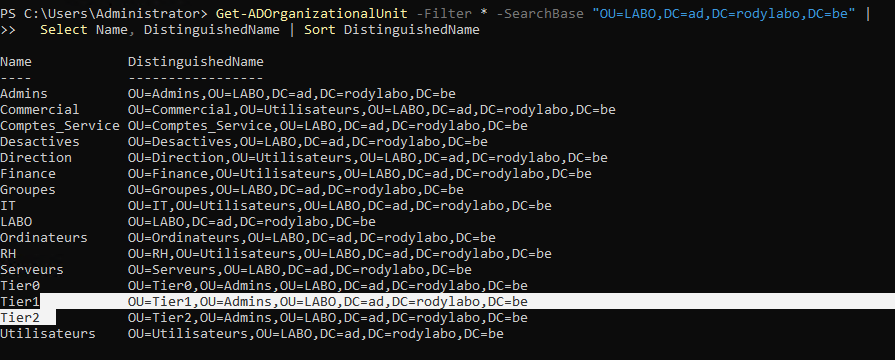 PS C:\Users\Administrator> Get-ADOrganizationalUnit -Filter * -SearchBase "OU=LABO,DC=ad,DC=rodylabo,DC=be" |
>>   Select Name, DistinguishedName | Sort DistinguishedName
Name            DistinguishedName
----            -----------------
Admins          OU=Admins,OU=LABO,DC=ad,DC=rodylabo,DC=be
Commercial      OU=Commercial,OU=Utilisateurs,OU=LABO,DC=ad,DC=rodylabo,DC=be
Comptes_Service OU=Comptes_Service,OU=LABO,DC=ad,DC=rodylabo,DC=be
Desactives      OU=Desactives,OU=LABO,DC=ad,DC=rodylabo,DC=be
Direction       OU=Direction,OU=Utilisateurs,OU=LABO,DC=ad,DC=rodylabo,DC=be
Finance         OU=Finance,OU=Utilisateurs,OU=LABO,DC=ad,DC=rodylabo,DC=be
Groupes         OU=Groupes,OU=LABO,DC=ad,DC=rodylabo,DC=be
IT              OU=IT,OU=Utilisateurs,OU=LABO,DC=ad,DC=rodylabo,DC=be
LABO            OU=LABO,DC=ad,DC=rodylabo,DC=be
Ordinateurs     OU=Ordinateurs,OU=LABO,DC=ad,DC=rodylabo,DC=be
RH              OU=RH,OU=Utilisateurs,OU=LABO,DC=ad,DC=rodylabo,DC=be
Serveurs        OU=Serveurs,OU=LABO,DC=ad,DC=rodylabo,DC=be
Tier0           OU=Tier0,OU=Admins,OU=LABO,DC=ad,DC=rodylabo,DC=be
Tier1           OU=Tier1,OU=Admins,OU=LABO,DC=ad,DC=rodylabo,DC=be
Tier2           OU=Tier2,OU=Admins,OU=LABO,DC=ad,DC=rodylabo,DC=be
Utilisateurs    OU=Utilisateurs,OU=LABO,DC=ad,DC=rodylabo,DC=be